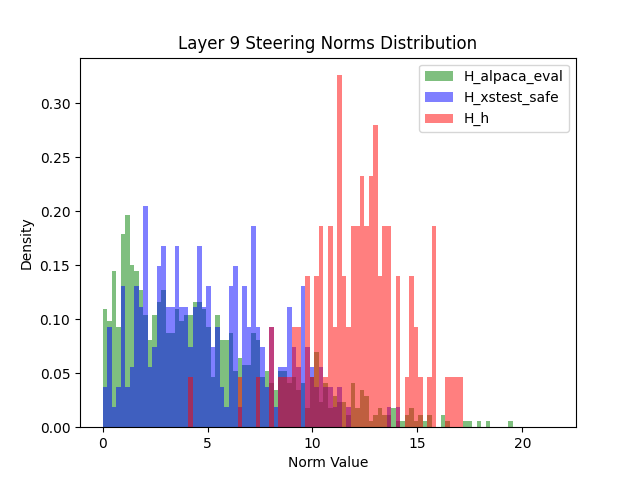 Layer 9 Steering Norms Distribution
H_alpaca_eval
H_xstest_safe
H_h
Density
0.30
0.25
0.20
0.15
0.10
0.05
0.00
0
5
10
15
20
Norm Value